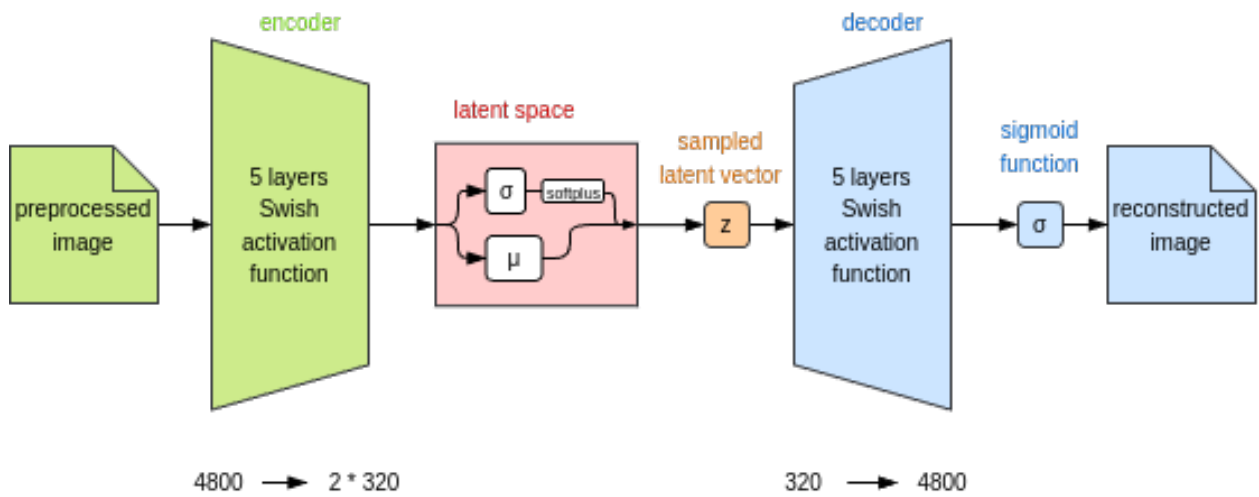 encoder
decoder
latent space
sampled
latent vector
sigmoid
function
preprocessed
image
5 layers
Swish
activation
function
σ
softplus
μ
z
5 layers
Swish
activation
function
σ
reconstructed
image
4800 → 2 * 320
320 → 4800